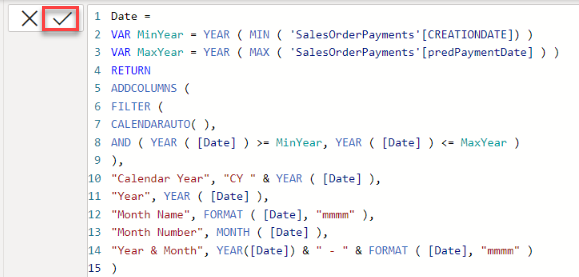 1 Date =
2 VAR MinYear = YEAR ( MIN ( 'SalesOrderPayments'[CREATIONDATE]) )
3 VAR MaxYear = YEAR ( MAX ( 'SalesOrderPayments'[predPaymentDate] ) )
4 RETURN
5 ADDCOLUMNS (
6 FILTER (
7 CALENDARAUTO( ),
8 AND ( YEAR ( [Date] ) >= MinYear, YEAR ( [Date] ) <= MaxYear )
9 ),
10 "Calendar Year", "CY " & YEAR ( [Date] ),
11 "Year", YEAR ( [Date] ),
12 "Month Name", FORMAT ( [Date], "mmmm" ),
13 "Month Number", MONTH ( [Date] ),
14 "Year & Month", YEAR([Date]) & " - " & FORMAT ( [Date], "mmmm" )
15 )